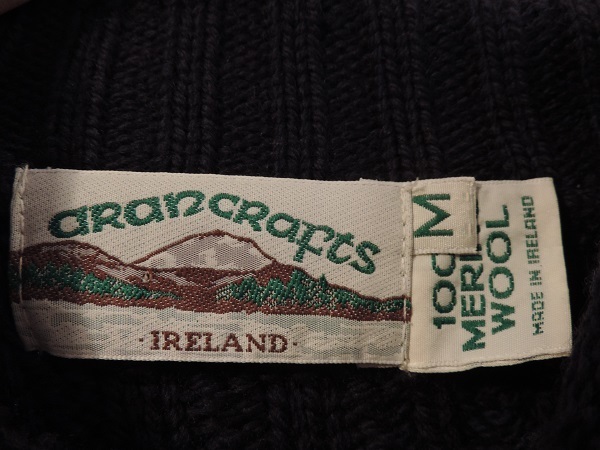 arancrafts
· IRELAND ·
M
100
MERI
WOOL
MADE IN IRELAND